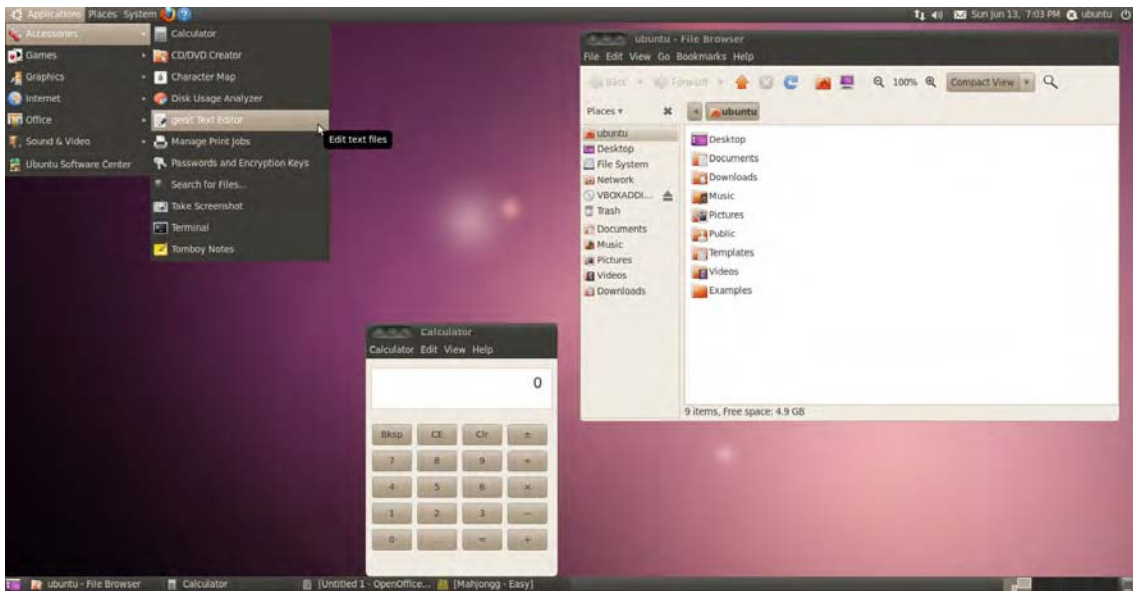 Applications Places System
Sun Jun 13, 7:03 PM ubuntu
Accessories
Games
Graphics
Internet
Office
Sound & Video
Ubuntu Software Center
Calculator
CD/DVD Creator
Character Map
Disk Usage Analyzer
gedit Text Editor
Manage Print Jobs
Passwords and Encryption Keys
Search for Files...
Take Screenshot
Terminal
Tomboy Notes
Edit text files
ubuntu - File Browser
File Edit View Go Bookmarks Help
Back Forward 100% Compact View
Places
ubuntu
ubuntu
Desktop
File System
Network
VBOXADDI...
Trash
Documents
Music
Pictures
Videos
Downloads
Desktop
Documents
Downloads
Music
Pictures
Public
Templates
Videos
Examples
9 items, Free space: 4.9 GB
Calculator
Calculator Edit View Help
0
Bksp CE Clr ±
7 8 9 ÷
4 5 6 ×
1 2 3 −
0 . = +
ubuntu - File Browser
Calculator
[Untitled 1 - OpenOffice...
[Mahjongg - Easy]